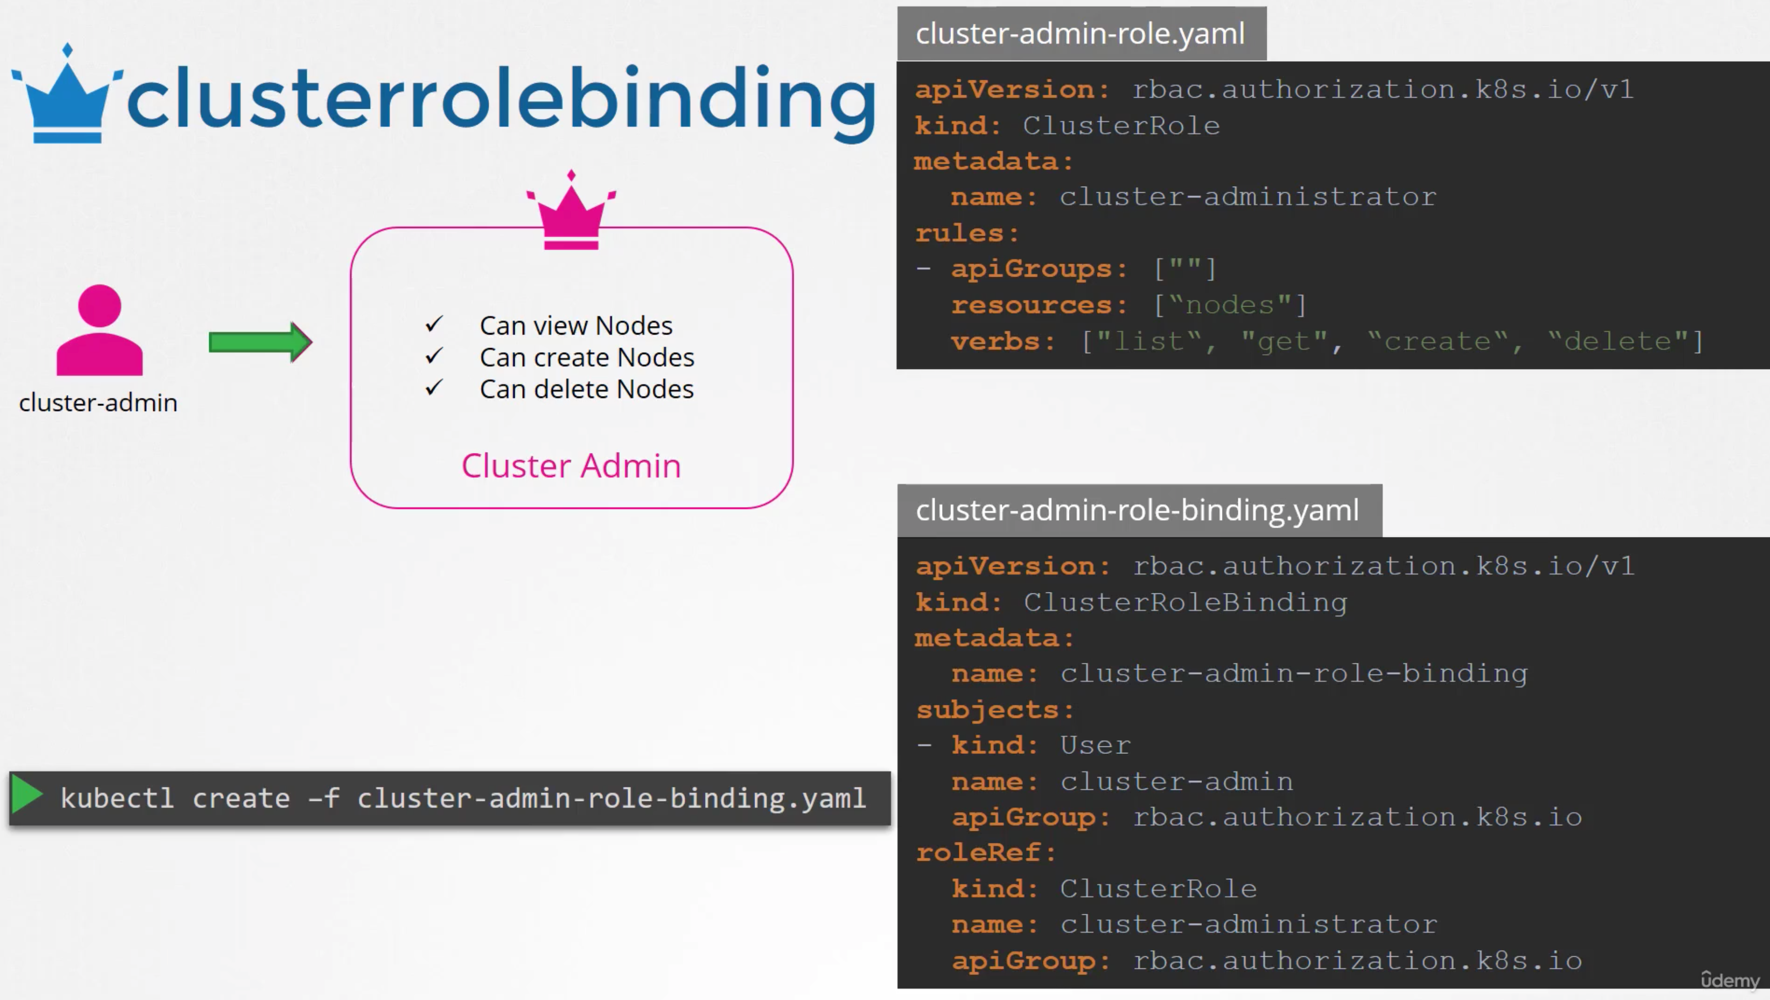 clusterrolebinding
cluster-admin
✓ Can view Nodes
✓ Can create Nodes
✓ Can delete Nodes
Cluster Admin
kubectl create –f cluster-admin-role-binding.yaml
cluster-admin-role.yaml
apiVersion: rbac.authorization.k8s.io/v1
kind: ClusterRole
metadata:
  name: cluster-administrator
rules:
- apiGroups: [""]
  resources: [“nodes"]
  verbs: ["list“, "get", “create“, “delete"]
cluster-admin-role-binding.yaml
apiVersion: rbac.authorization.k8s.io/v1
kind: ClusterRoleBinding
metadata:
  name: cluster-admin-role-binding
subjects:
- kind: User
  name: cluster-admin
  apiGroup: rbac.authorization.k8s.io
roleRef:
  kind: ClusterRole
  name: cluster-administrator
  apiGroup: rbac.authorization.k8s.io
ûdemy